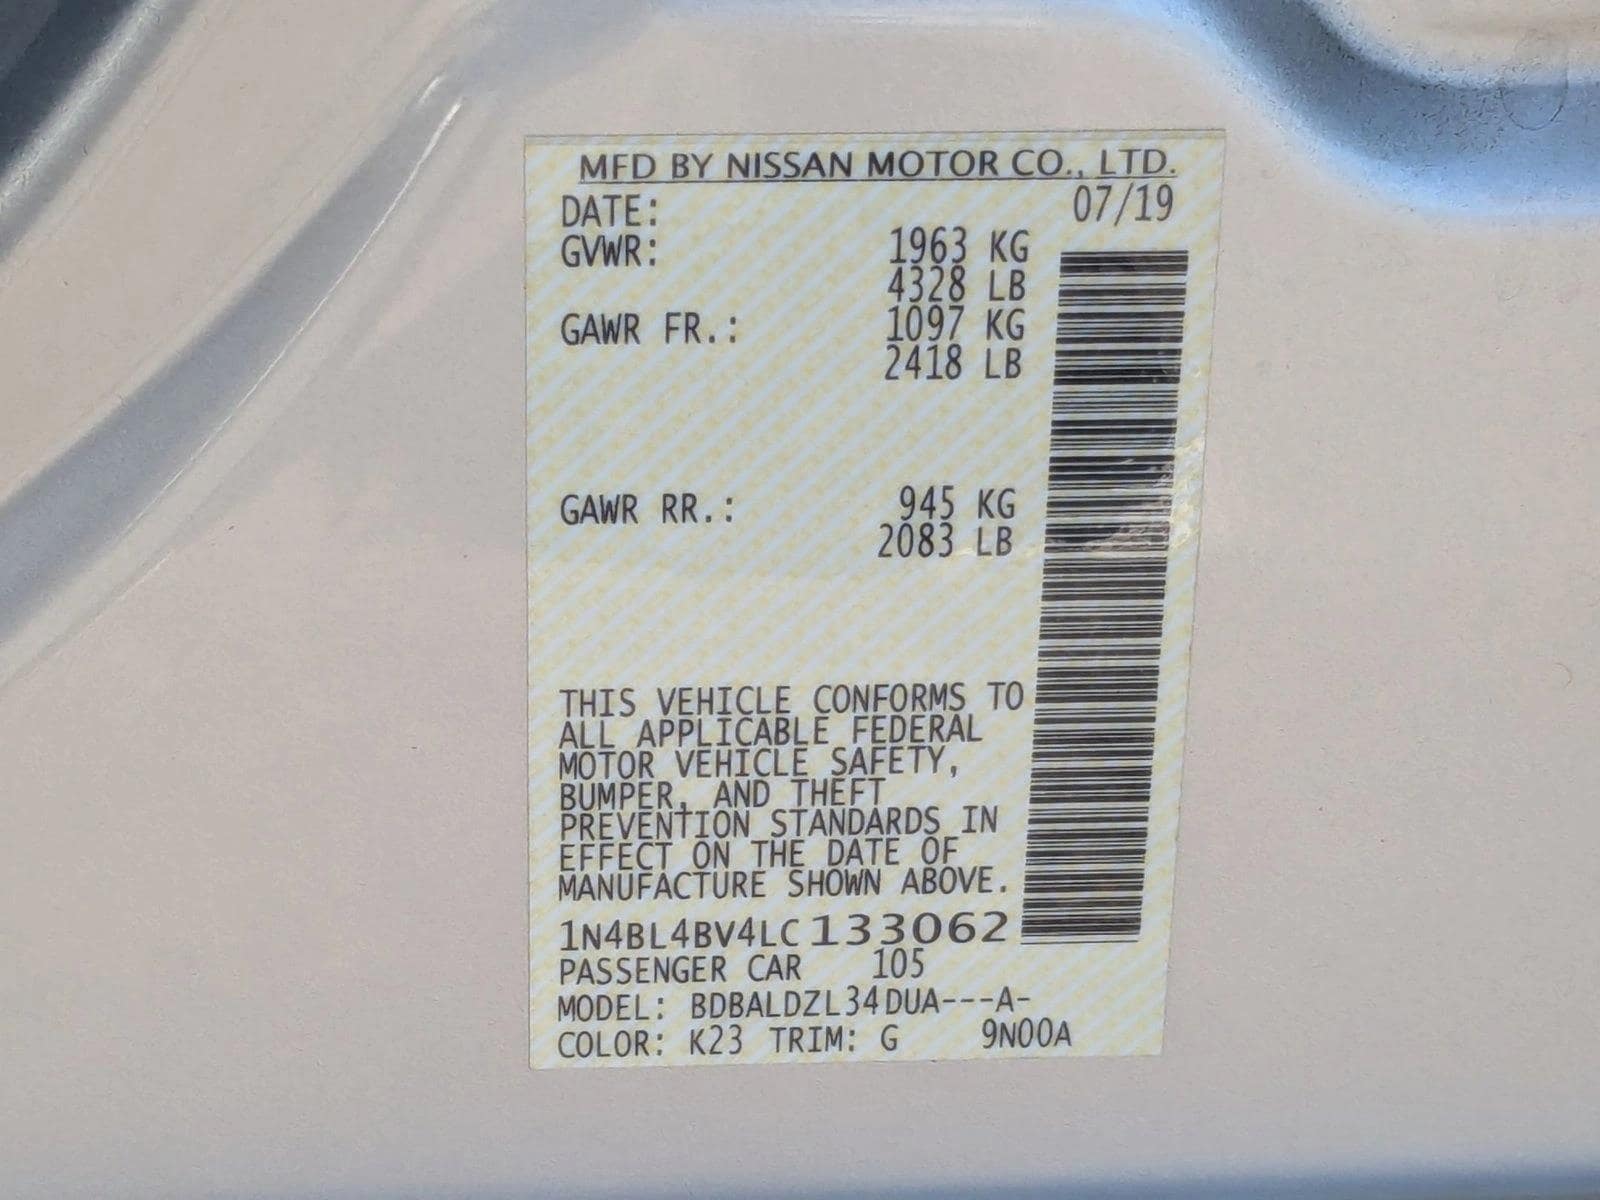 MFD BY NISSAN MOTOR CO., LTD.
DATE: 07/19
GVWR: 1963 KG
4328 LB
GAWR FR.: 1097 KG
2418 LB
GAWR RR.: 945 KG
2083 LB
THIS VEHICLE CONFORMS TO
ALL APPLICABLE FEDERAL
MOTOR VEHICLE SAFETY,
BUMPER, AND THEFT
PREVENTION STANDARDS IN
EFFECT ON THE DATE OF
MANUFACTURE SHOWN ABOVE.
1N4BL4BV4LC133062
PASSENGER CAR 105
MODEL: BDBALDZL34DUA---A-
COLOR: K23 TRIM: G 9N00A